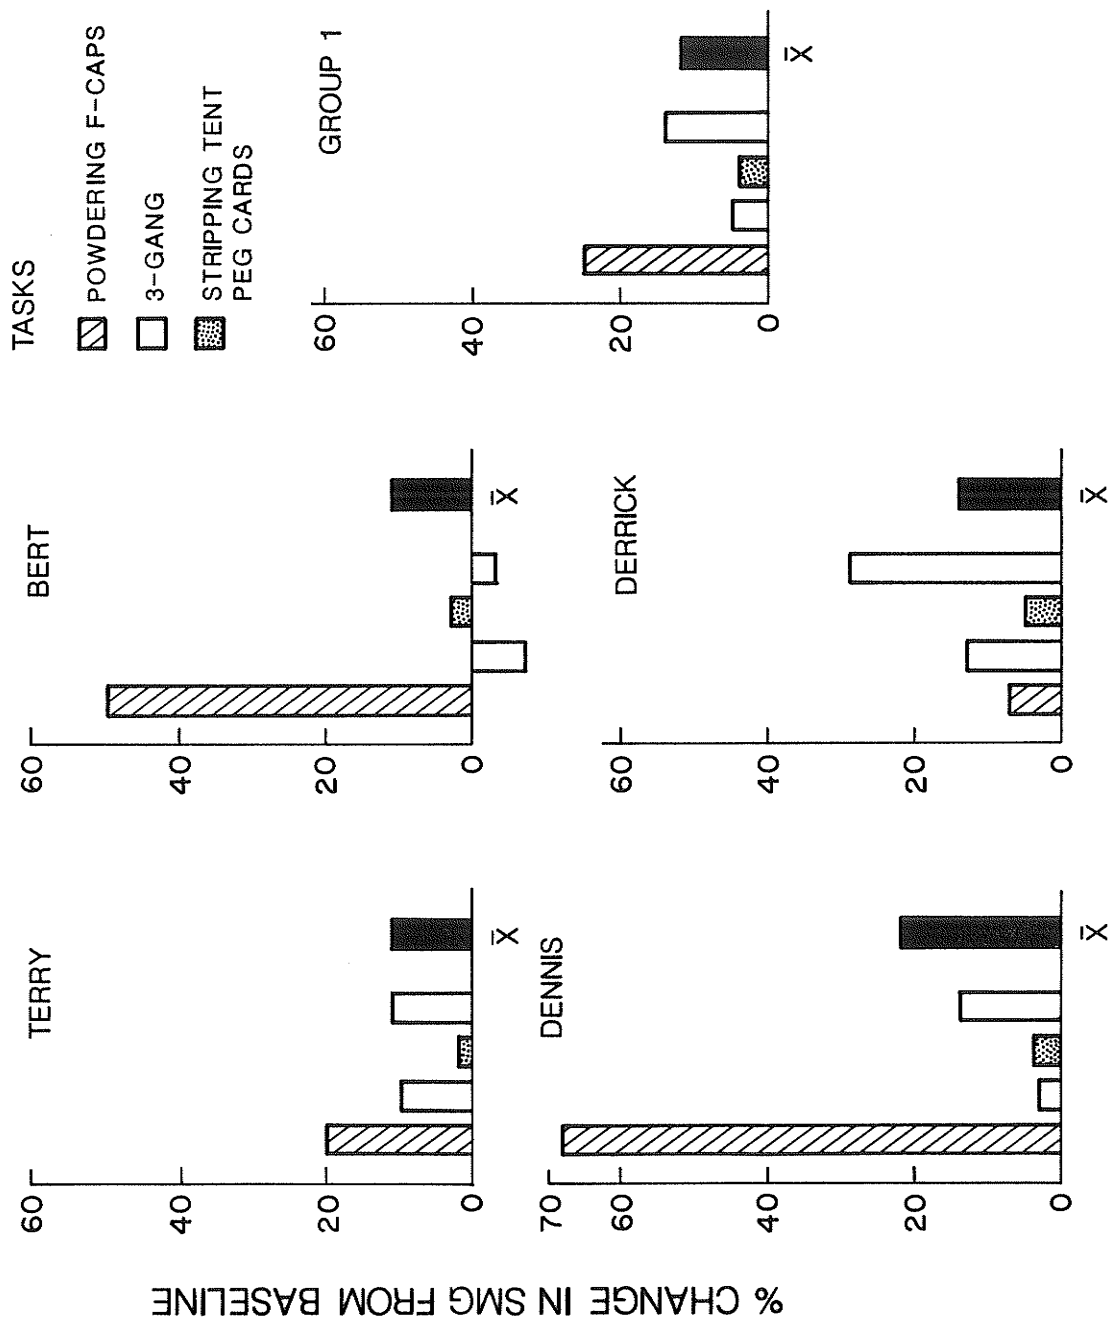 % CHANGE IN SMG FROM BASELINE
TERRY
60
40
20
0
X̄
BERT
60
40
20
0
X̄
TASKS
POWDERING F-CAPS
3-GANG
STRIPPING TENT
PEG CARDS
DENNIS
70
60
40
20
0
X̄
DERRICK
60
40
20
0
X̄
GROUP 1
60
40
20
0
X̄